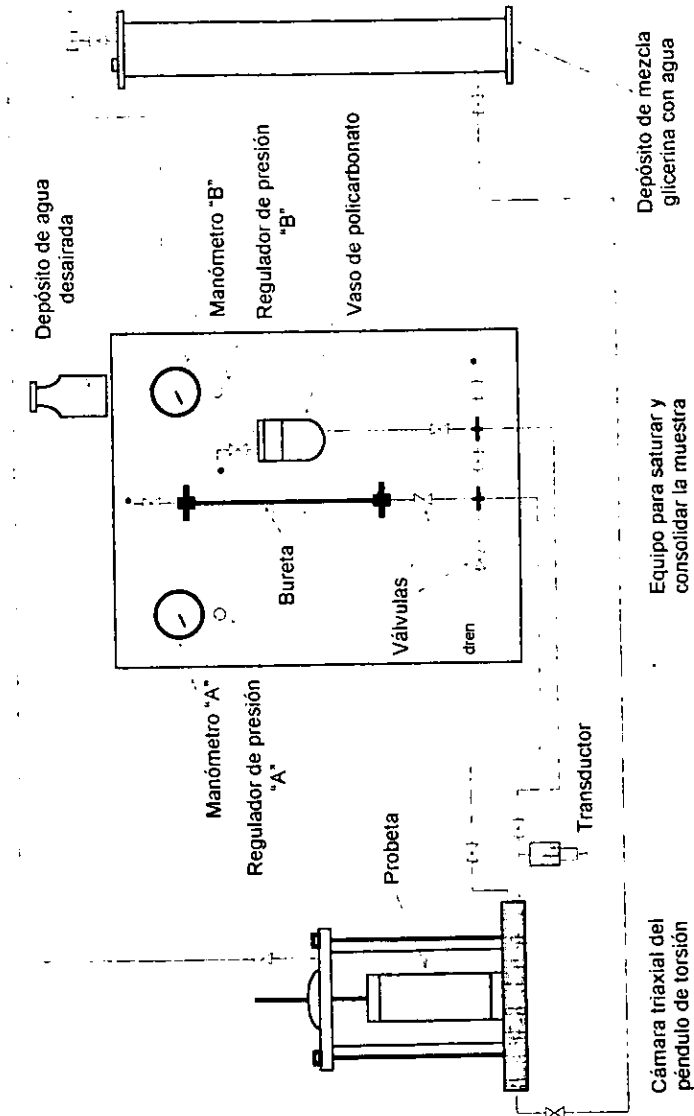 Depósito de agua
desairada
Manómetro "B"
Regulador de presión
"B"
Vaso de policarbonato
Bureta
Válvulas
dren
Manómetro "A"
Regulador de presión
"A"
Probeta
Transductor
Cámara triaxial del
péndulo de torsión
Equipo para saturar y
consolidar la muestra
Depósito de mezcla
glicerina con agua